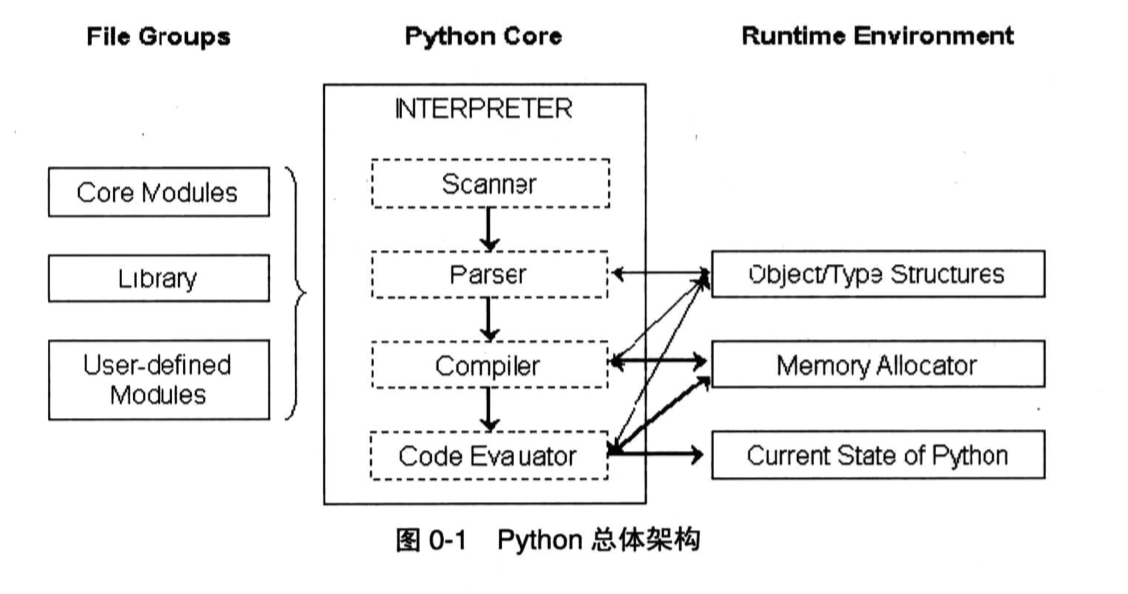 File Groups
Python Core
Runtime Environment
INTERPRETER
Core Modules
Library
User-defined
Modules
Scanner
Parser
Compiler
Code Evauator
Object/Type Structures
Memory Allocator
Current State of Python
图 0-1 Python 总体架构